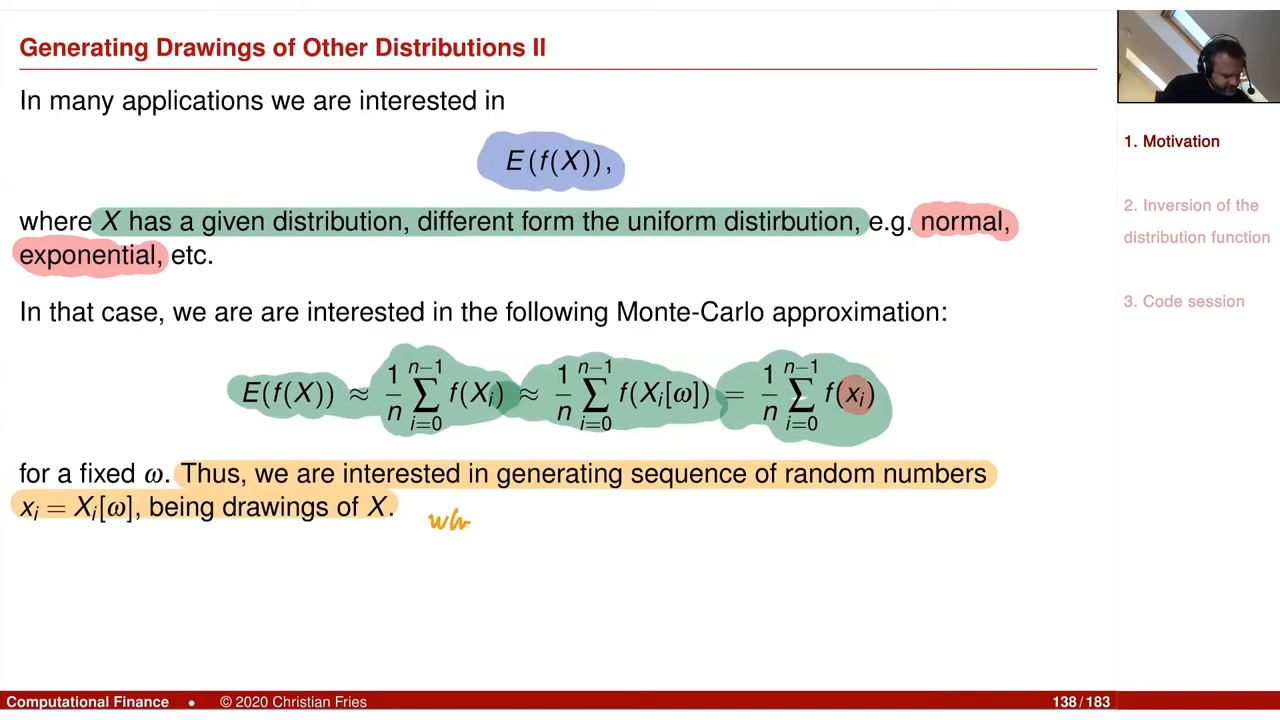 Generating Drawings of Other Distributions II
In many applications we are interested in
E(f(X)),
where X has a given distribution, different form the uniform distirbution, e.g. normal,
exponential, etc.
In that case, we are are interested in the following Monte-Carlo approximation:
E(f(X)) ≈ 1/n ∑_{i=0}^{n−1} f(X_i) ≈ 1/n ∑_{i=0}^{n−1} f(X_i[ω]) = 1/n ∑_{i=0}^{n−1} f(x_i)
for a fixed ω. Thus, we are interested in generating sequence of random numbers
x_i = X_i[ω], being drawings of X.
wh
1. Motivation
2. Inversion of the
distribution function
3. Code session
Computational Finance • © 2020 Christian Fries 138/183